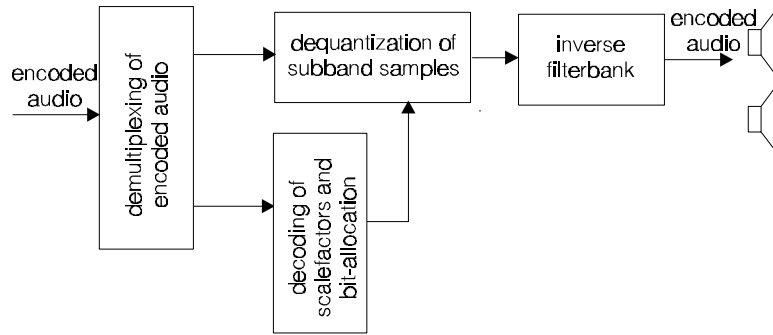 encoded
audio
demultiplexing of
encoded audio
dequantization of
subband samples
decoding of
scalefactors and
bit-allocation
inverse
filterbank
encoded
audio